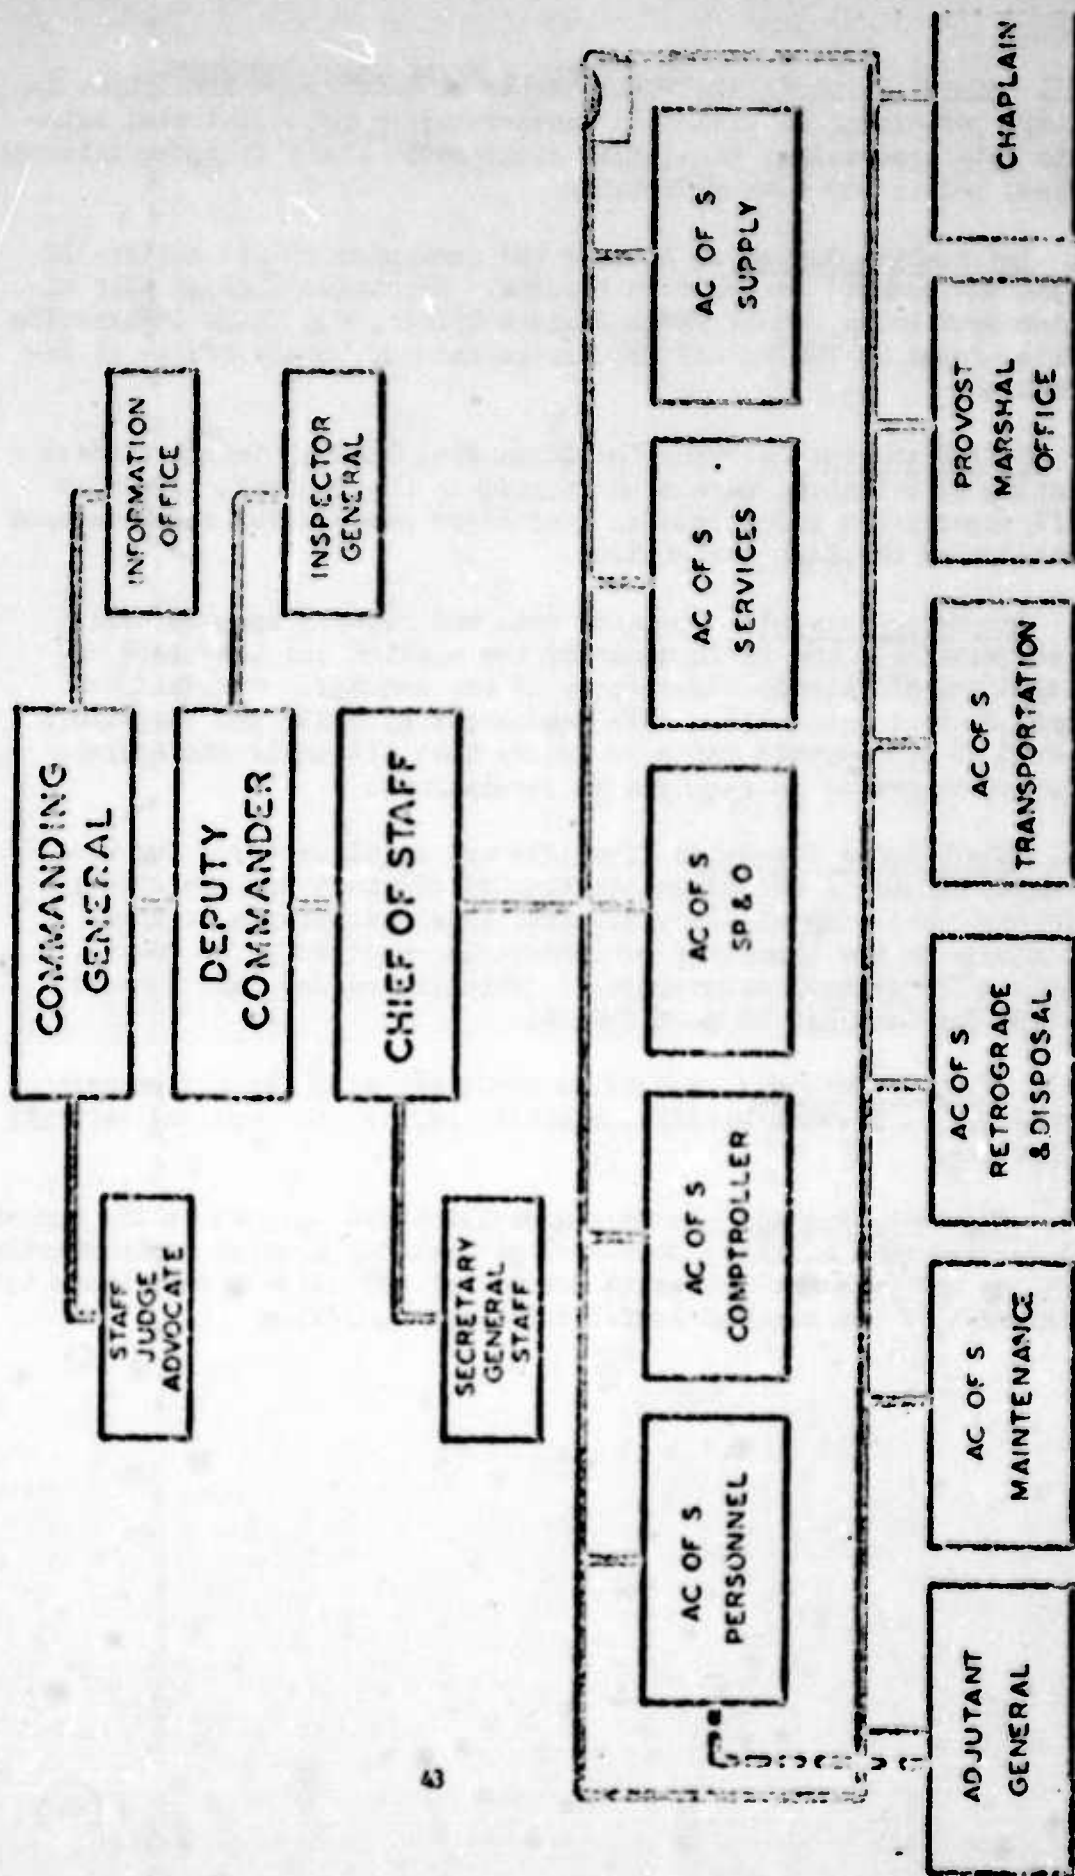 COMMANDING
GENERAL
STAFF
JUDGE
ADVOCATE
INFORMATION
OFFICE
DEPUTY
COMMANDER
INSPECTOR
GENERAL
CHIEF OF STAFF
SECRETARY
GENERAL
STAFF
AC OF S
PERSONNEL
AC OF S
COMPTROLLER
AC OF S
SP & O
AC OF S
SERVICES
AC OF S
SUPPLY
ADJUTANT
GENERAL
AC OF S
MAINTENANCE
AC OF S
RETROGRADE
& DISPOSAL
AC OF S
TRANSPORTATION
PROVOST
MARSHAL
OFFICE
CHAPLAIN
43